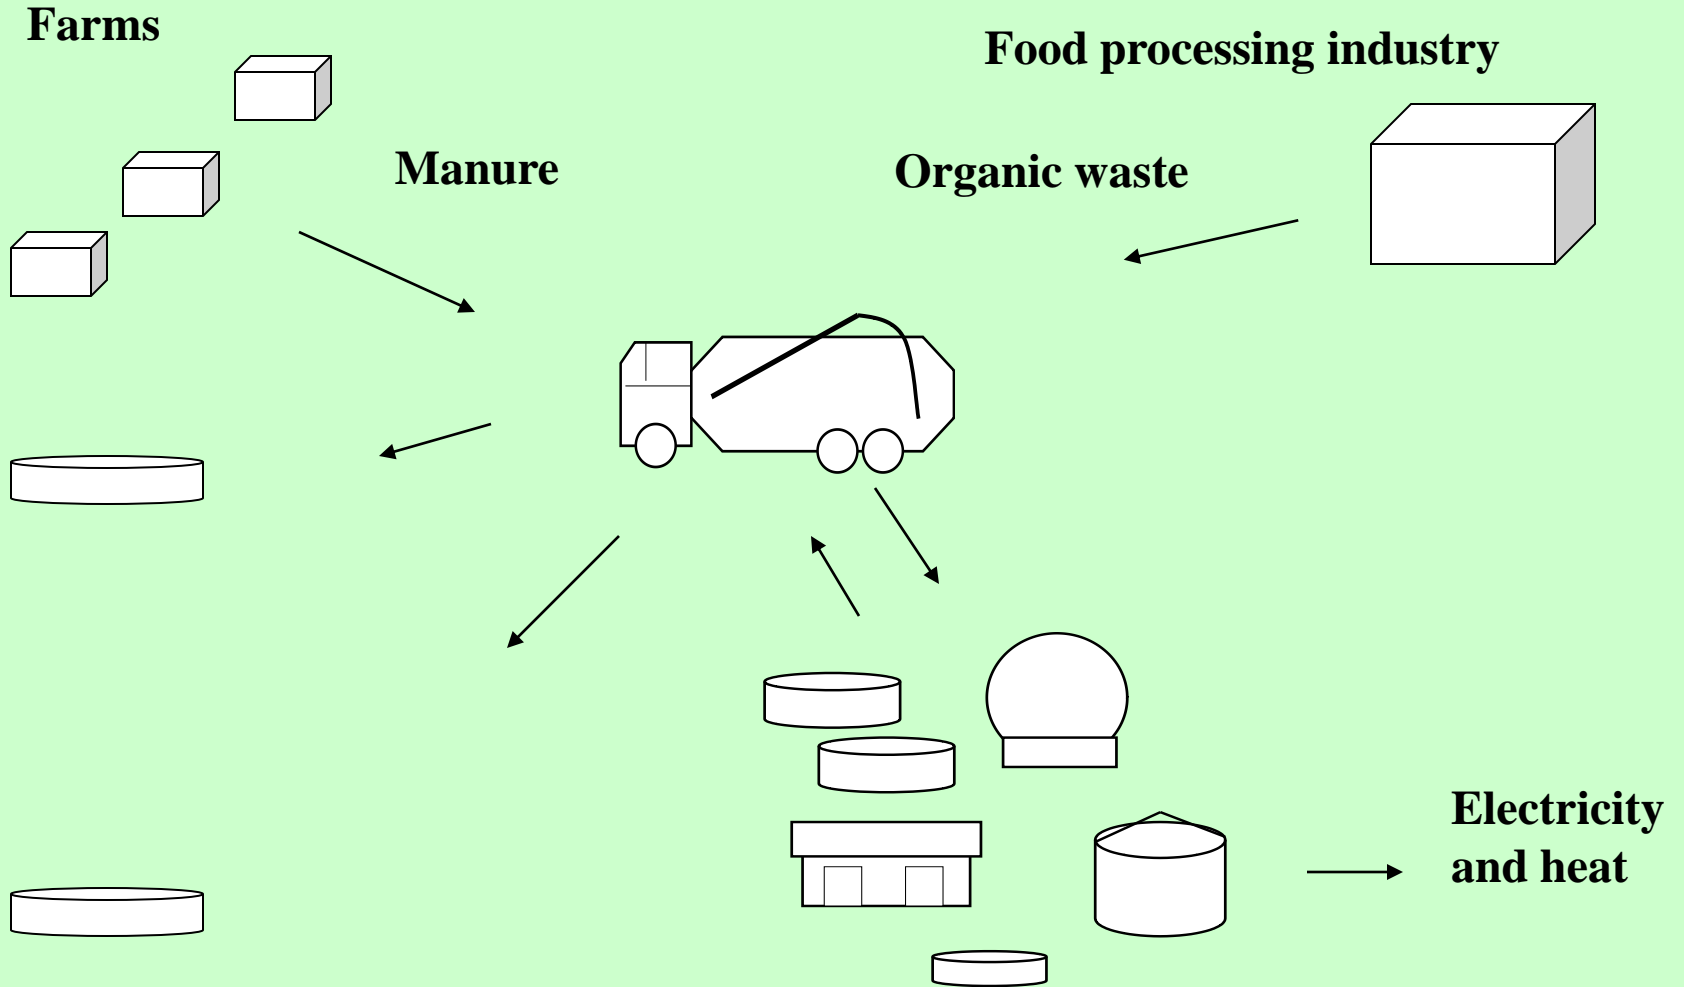 Farms
Food processing industry
Manure
Organic waste
Electricity
and heat